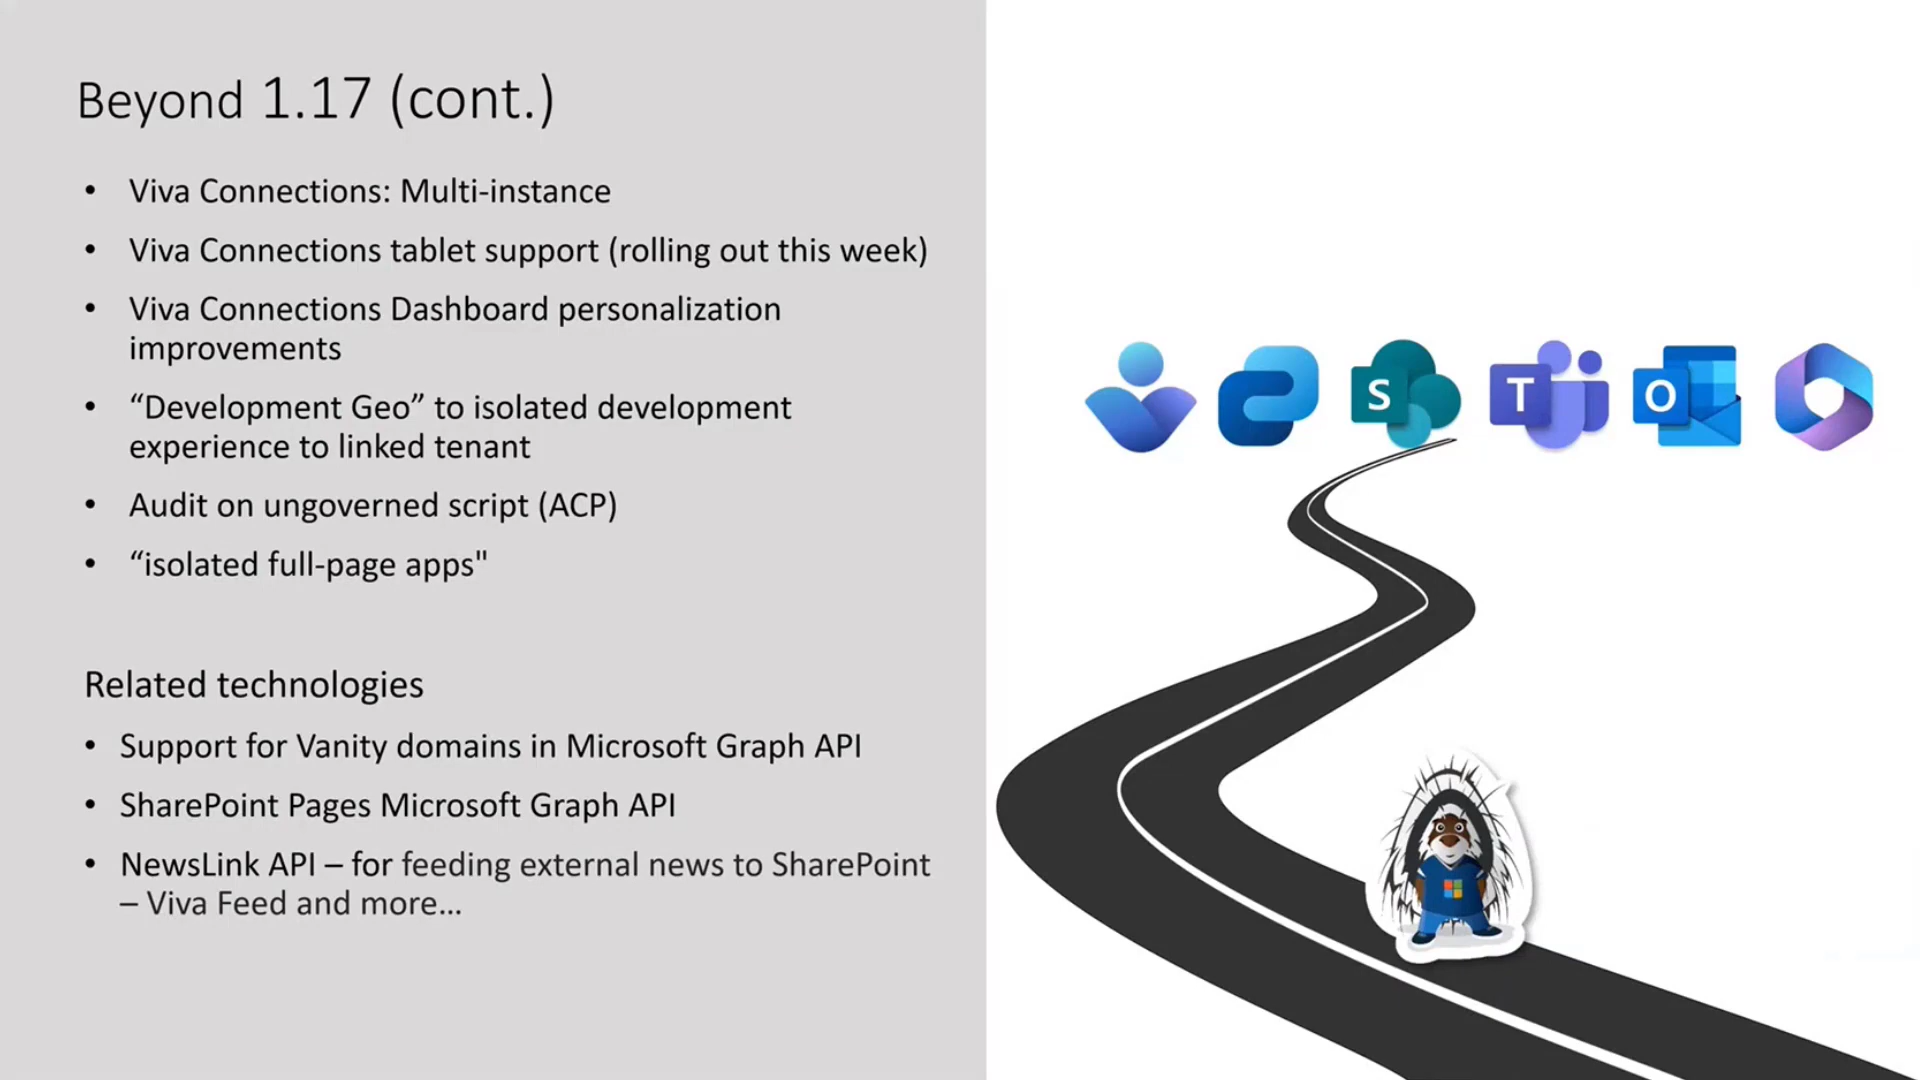 Beyond 1.17 (cont.)
• Viva Connections: Multi-instance
• Viva Connections tablet support (rolling out this week)
• Viva Connections Dashboard personalization
improvements
• “Development Geo” to isolated development
experience to linked tenant
• Audit on ungoverned script (ACP)
• “isolated full-page apps"
Related technologies
• Support for Vanity domains in Microsoft Graph API
• SharePoint Pages Microsoft Graph API
• NewsLink API – for feeding external news to SharePoint
– Viva Feed and more…
S
T
O